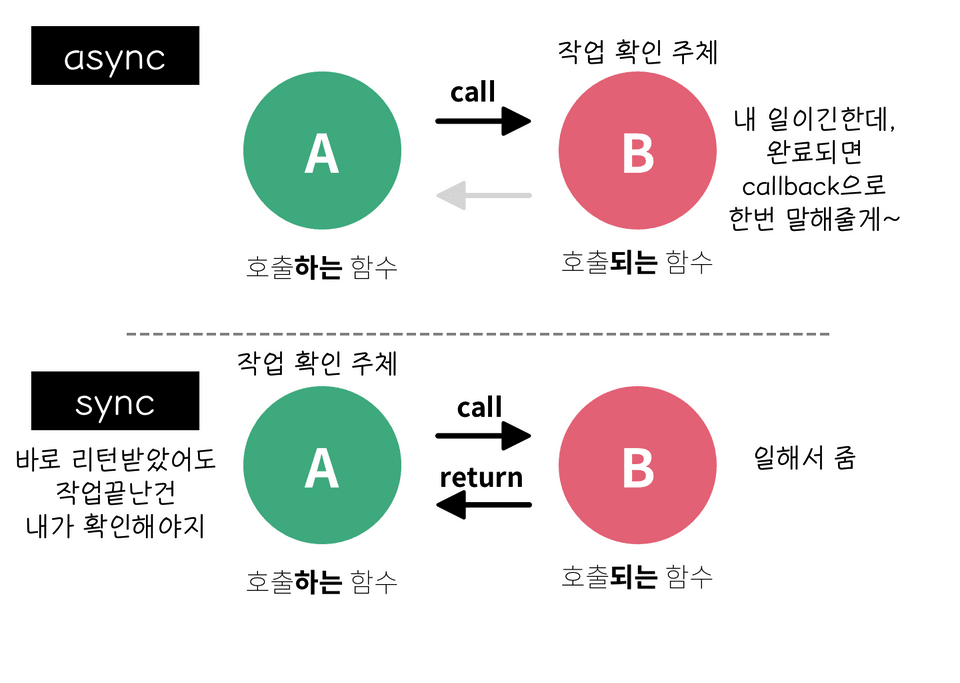 async
작업 확인 주체
call
A
B
내 일이긴한데,
완료되면
callback으로
한번 말해줄게~
호출하는 함수
호출되는 함수
작업 확인 주체
sync
call
바로 리턴받았어도
작업끝난건
내가 확인해야지
A
return
B
일해서 줌
호출하는 함수
호출되는 함수